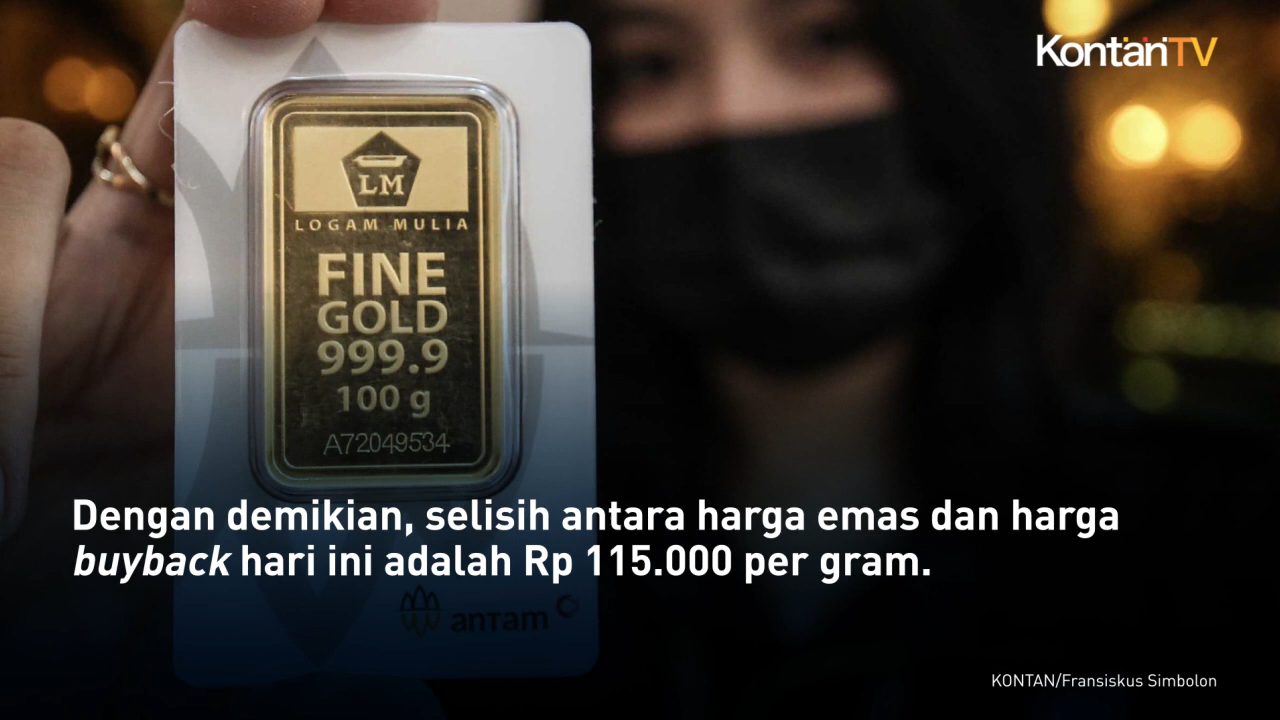 KontanTV
LM
LOGAM MULIA
FINE
GOLD
999.9
100 g
A72049534
Dengan demikian, selisih antara harga emas dan harga
buyback hari ini adalah Rp 115.000 per gram.
antam
KONTAN/Fransiskus Simbolon